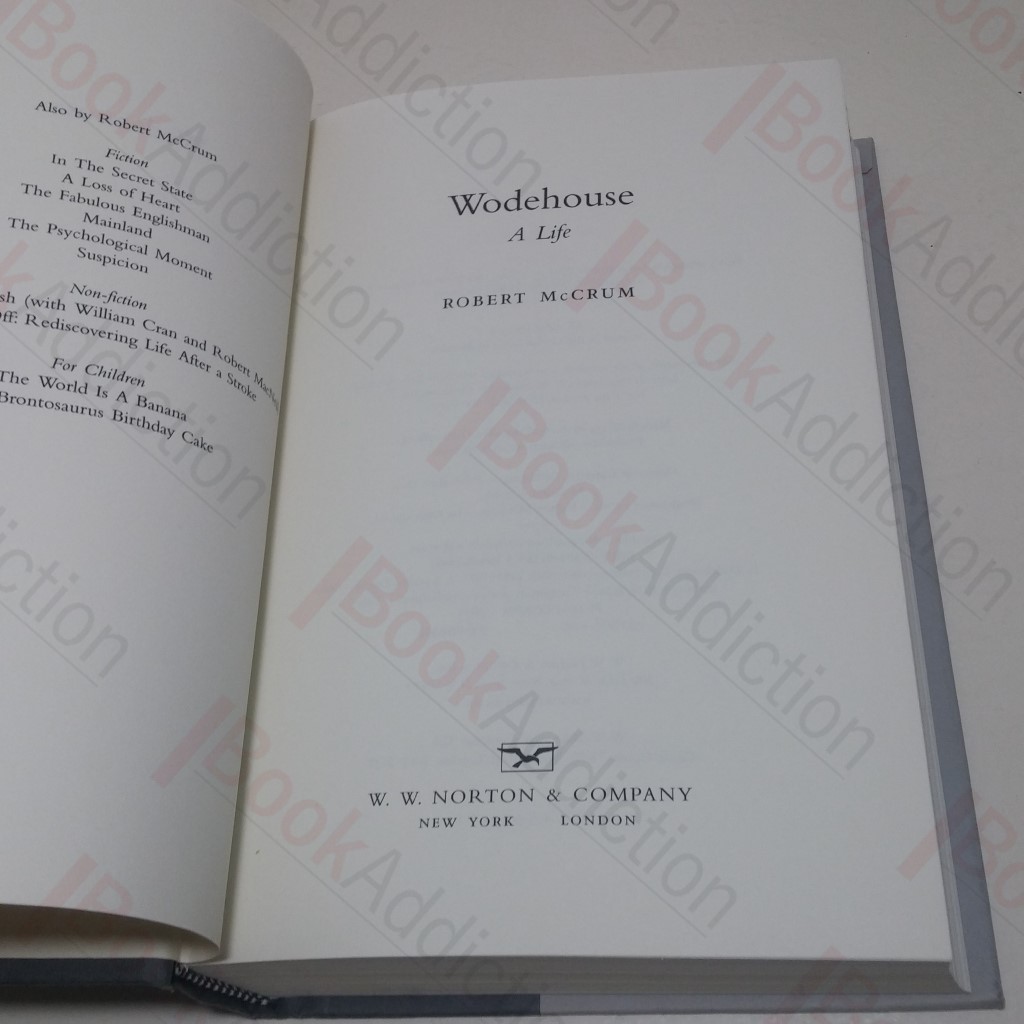 Also by Robert McCrum
Fiction
In The Secret State
A Loss of Heart
The Fabulous Englishman
Mainland
The Psychological Moment
Suspicion
Non-fiction
(with William Cran and Robert
Rediscovering Life After a Stroke
For Children
The World Is A Banana
Brontosaurus Birthday Cake
Wodehouse
A Life
ROBERT McCRUM
W. W. NORTON & COMPANY
NEW YORK LONDON
BookAddiction